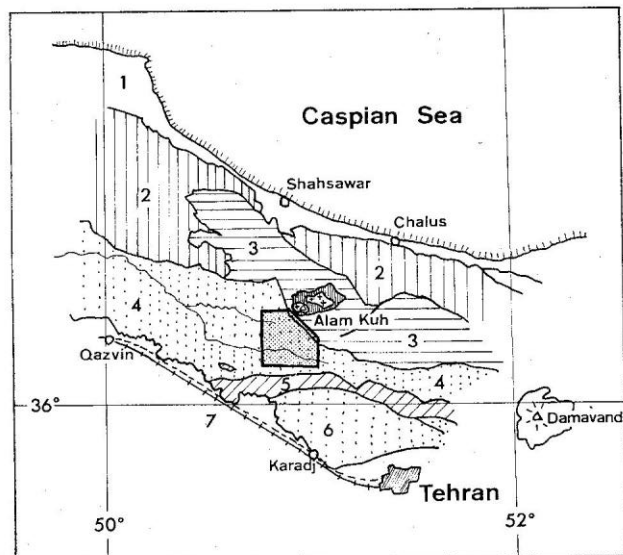 1
Caspian Sea
Shahsawar
2
Chalus
3
2
4
Alam Kuh
3
Qazvin
5
4
36°
7
6
Damavand
Karadj
Tehran
50°
52°